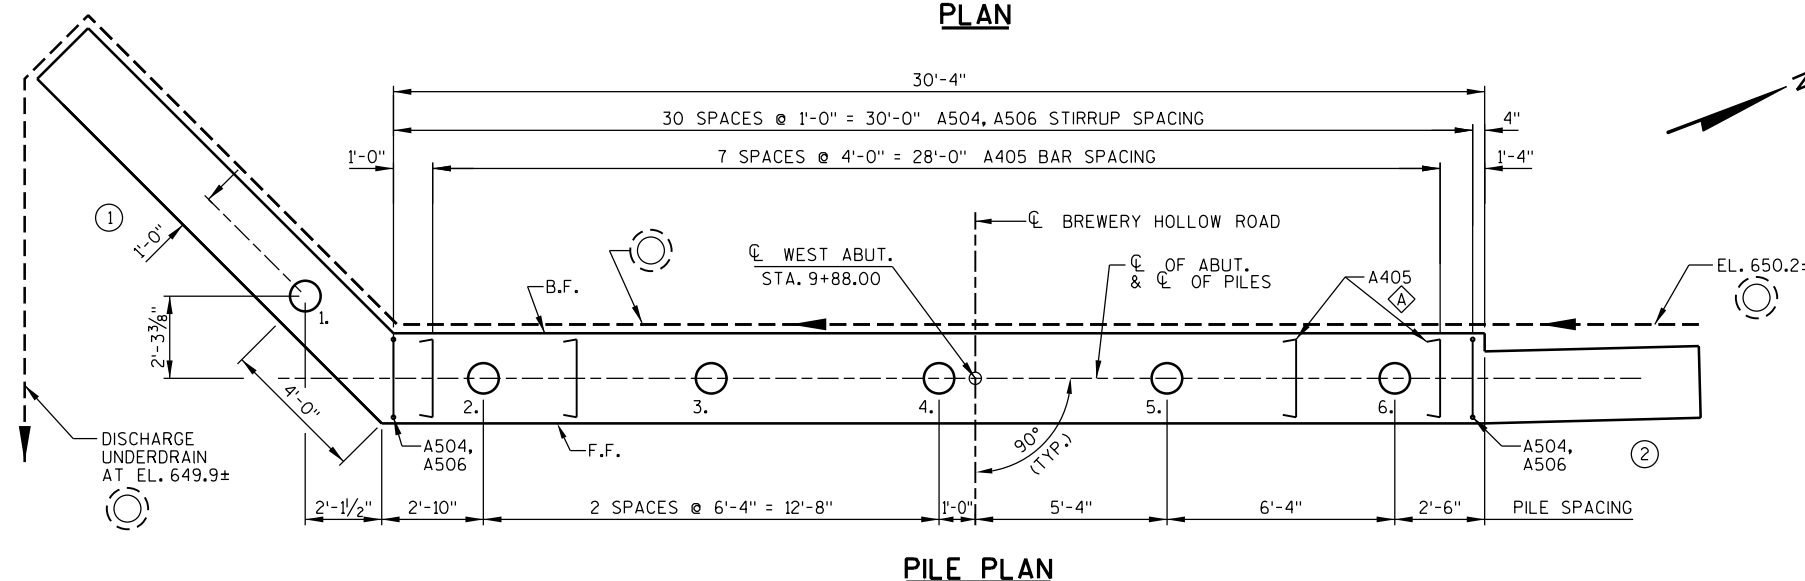 PLAN
30'-4"
30 SPACES @ 1'-0" = 30'-0" A504, A506 STIRRUP SPACING
4"
1'-0"
7 SPACES @ 4'-0" = 28'-0" A405 BAR SPACING
1'-4"
N
1
1'-0"
℄ BREWERY HOLLOW ROAD
℄ WEST ABUT.
STA. 9+88.00
℄ OF ABUT.
& ℄ OF PILES
A405
A
EL. 650.2±
B.F.
1.
2'-3⅜"
4'-0"
2.
3.
4.
5.
6.
DISCHARGE
UNDERDRAIN
AT EL. 649.9±
A504,
A506
F.F.
90°
(TYP.)
A504,
A506
2
2'-1½"
2'-10"
2 SPACES @ 6'-4" = 12'-8"
1'-0"
5'-4"
6'-4"
2'-6"
PILE SPACING
PILE PLAN